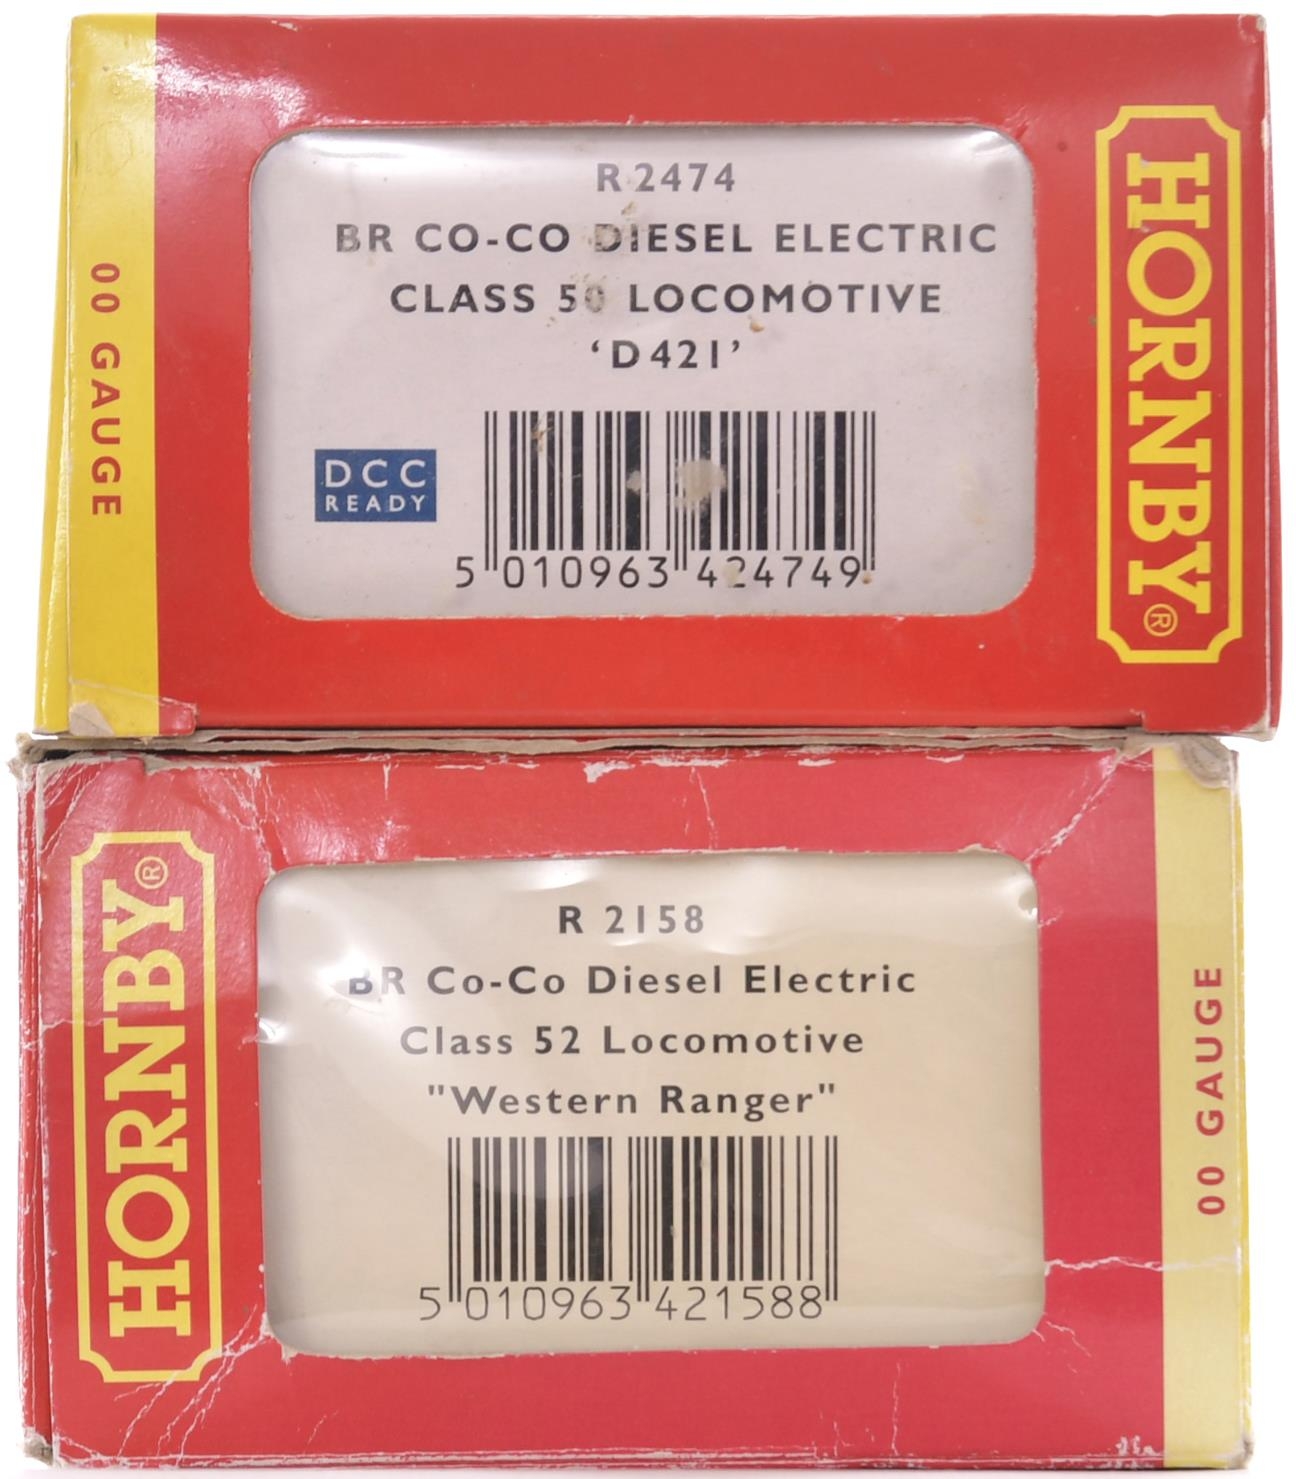 R 2474
BR CO-CO DIESEL ELECTRIC
CLASS 50 LOCOMOTIVE
‘D421’
DCC
READY
5 010963 424749
00 GAUGE
HORNBY®
HORNBY®
R 2158
BR Co-Co Diesel Electric
Class 52 Locomotive
"Western Ranger"
5 010963 421588
00 GAUGE